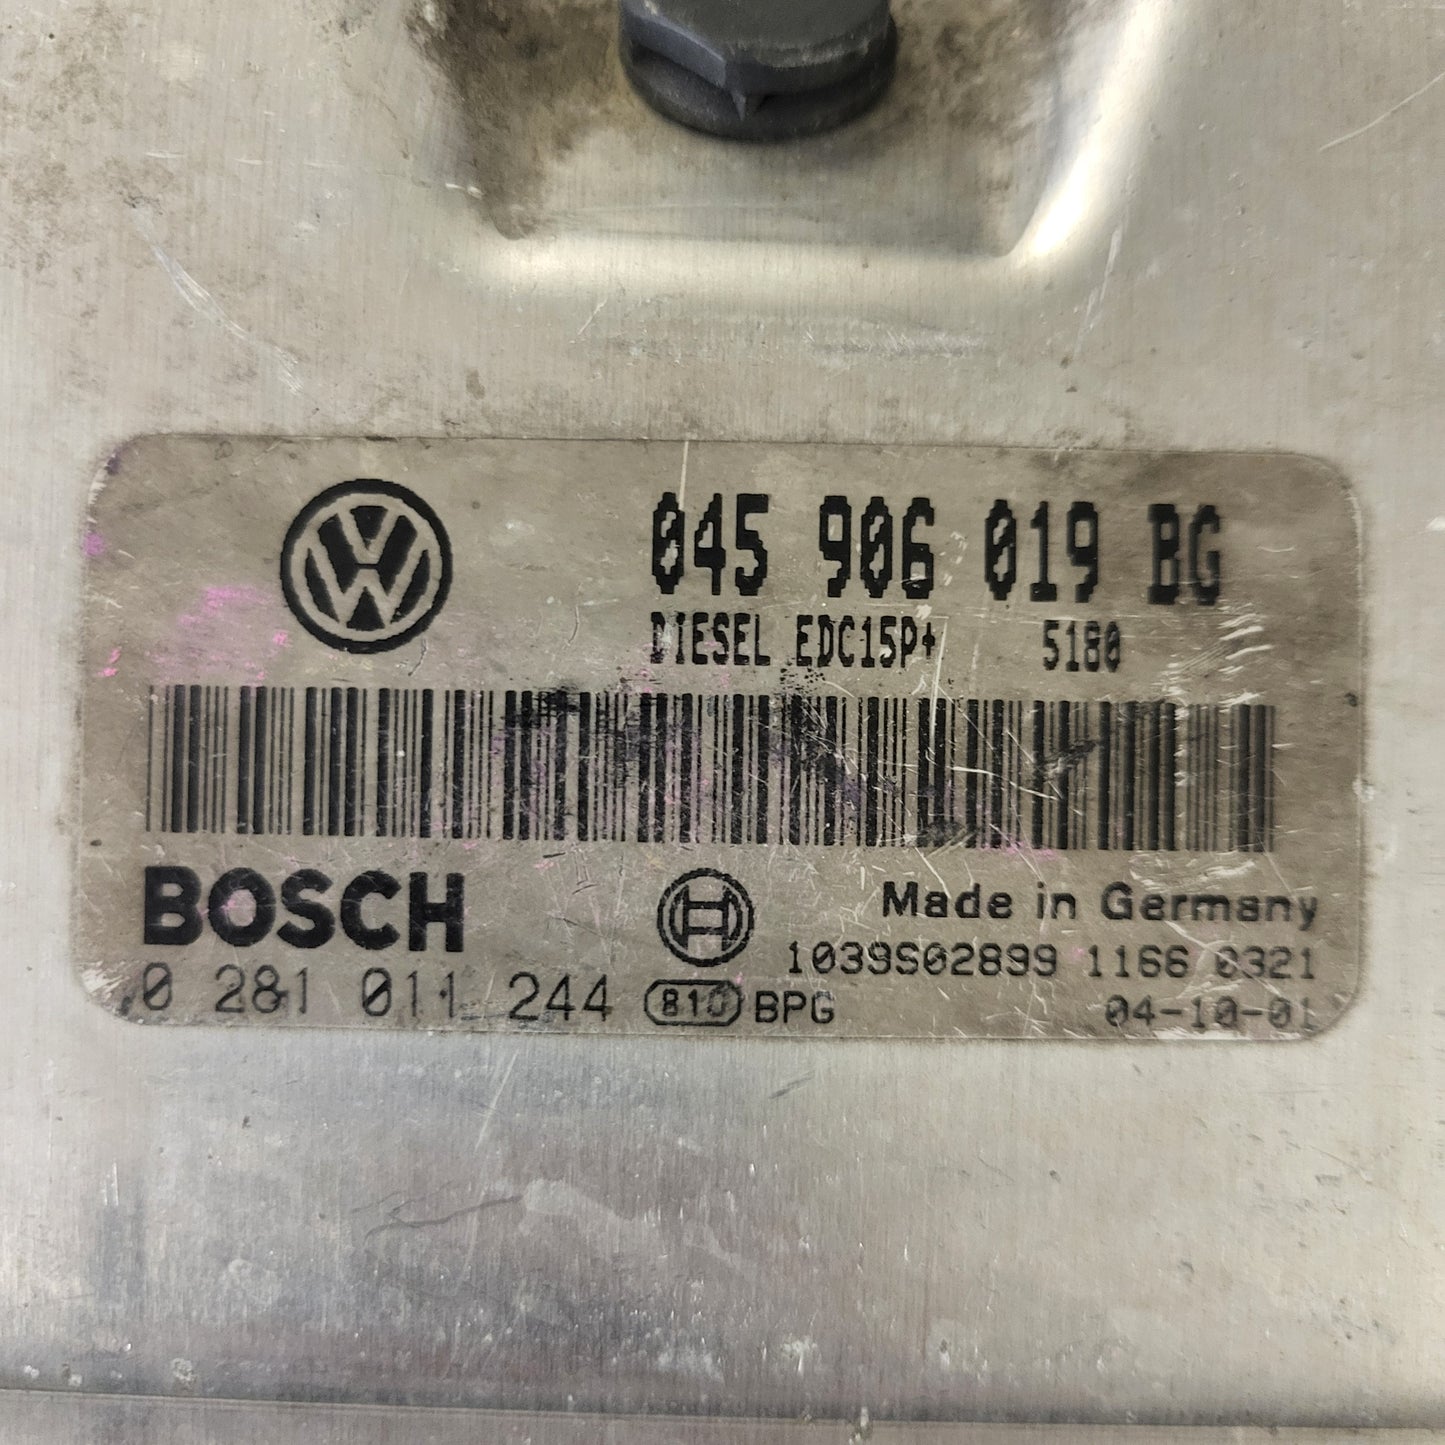 045 906 019 BG
DIESEL EDC15P+ 5180
BOSCH
Made in Germany
1039S02899 1166 0321
0 281 011 244 810 BPG 04-10-01